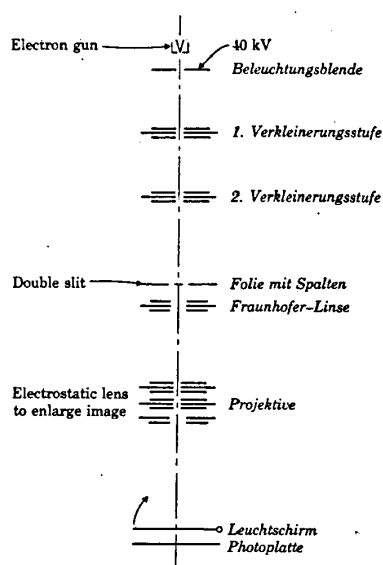 Electron gun
V
40 kV
Beleuchtungsblende
1. Verkleinerungsstufe
2. Verkleinerungsstufe
Double slit
Folie mit Spalten
Fraunhofer-Linse
Electrostatic lens
to enlarge image
Projektive
Leuchtschirm
Photoplatte